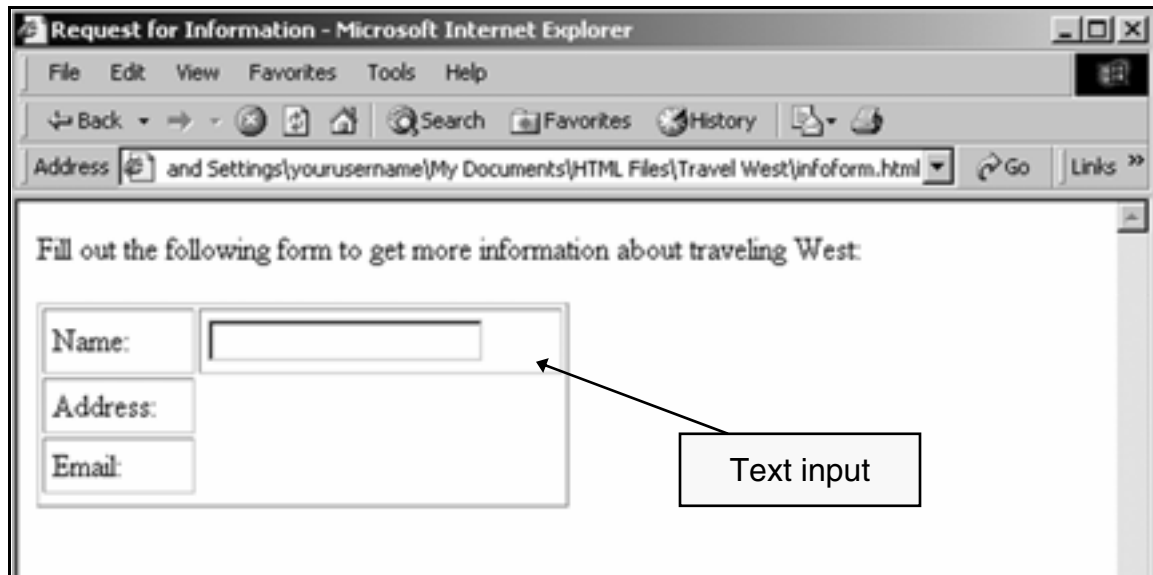 Request for Information - Microsoft Internet Explorer
File Edit View Favorites Tools Help
Back Search Favorites History
Address and Settings\yourusername\My Documents\HTML Files\Travel West\infoform.html Go Links »
Fill out the following form to get more information about traveling West:
Name:
Address:
Email:
Text input